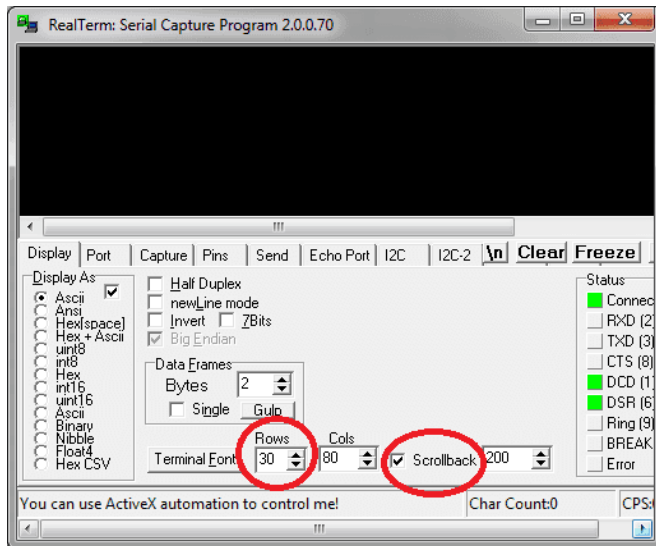 RealTerm: Serial Capture Program 2.0.0.70
Display Port Capture Pins Send Echo Port I2C I2C-2 \n Clear Freeze
Display As
Ascii
Ansi
Hex[space]
Hex + Ascii
uint8
int8
Hex
int16
uint16
Ascii
Binary
Nibble
Float4
Hex CSV
Half Duplex
newLine mode
Invert 7Bits
Big Endian
Data Frames
Bytes 2
Single Gulp
Rows Cols
Terminal Font 30 80 Scrollback 200
Status
Connec
RXD (2)
TXD (3)
CTS (8)
DCD (1)
DSR (6)
Ring (9)
BREAK
Error
You can use ActiveX automation to control me! Char Count:0 CPS: